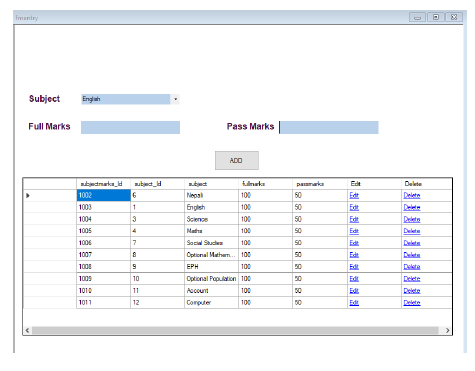 Subject English
Full Marks Pass Marks
ADD
subjectmarks_Id subject_Id subject fullmarks passmarks Edit Delete
1002 6 Nepali 100 50 Edit Delete
1003 1 English 100 50 Edit Delete
1004 3 Science 100 50 Edit Delete
1005 4 Maths 100 50 Edit Delete
1006 7 Social Studies 100 50 Edit Delete
1007 8 Optional Mathem... 100 50 Edit Delete
1008 9 EPH 100 50 Edit Delete
1009 10 Optional Population 100 50 Edit Delete
1010 11 Account 100 50 Edit Delete
1011 12 Computer 100 50 Edit Delete